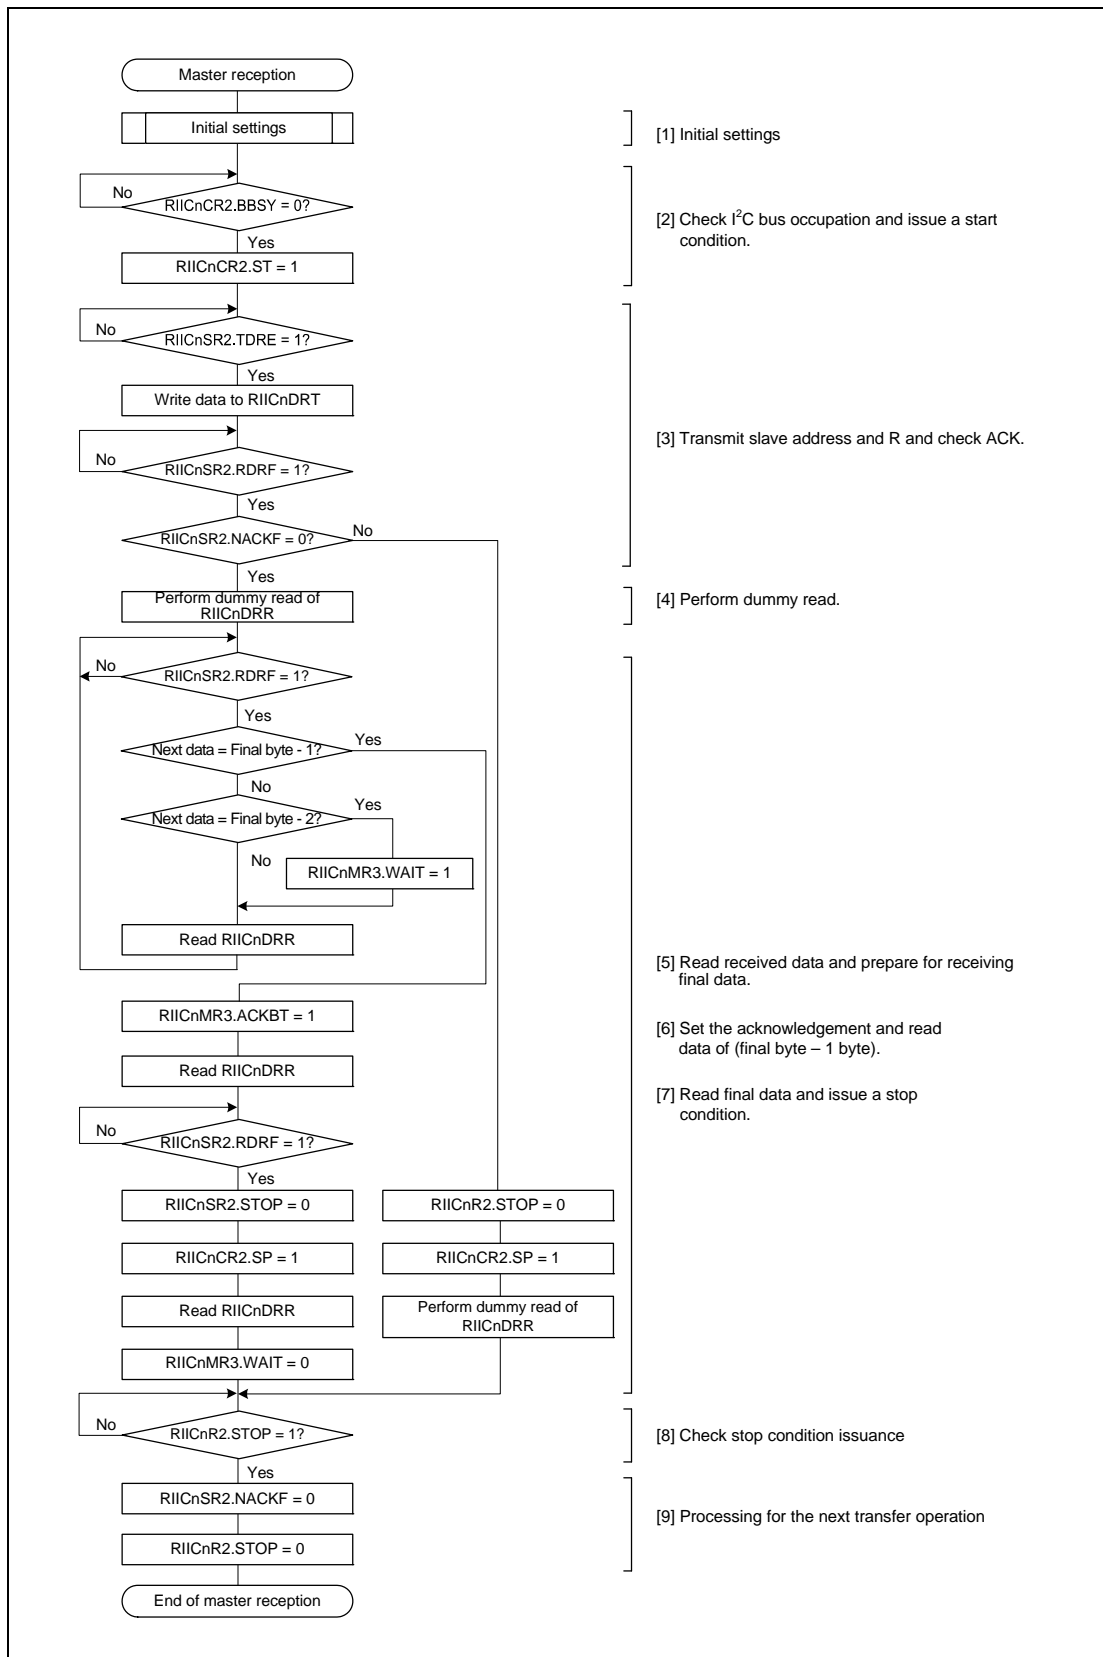 Master reception
Initial settings
[1] Initial settings
No
RIICnCR2.BBSY = 0?
Yes
[2] Check I²C bus occupation and issue a start
condition.
RIICnCR2.ST = 1
No
RIICnSR2.TDRE = 1?
Yes
Write data to RIICnDRT
[3] Transmit slave address and R and check ACK.
No
RIICnSR2.RDRF = 1?
Yes
RIICnSR2.NACKF = 0?
No
Yes
Perform dummy read of
RIICnDRR
[4] Perform dummy read.
No
RIICnSR2.RDRF = 1?
Yes
Next data = Final byte - 1?
Yes
No
Next data = Final byte - 2?
Yes
No
RIICnMR3.WAIT = 1
Read RIICnDRR
[5] Read received data and prepare for receiving
final data.
RIICnMR3.ACKBT = 1
[6] Set the acknowledgement and read
data of (final byte – 1 byte).
Read RIICnDRR
[7] Read final data and issue a stop
condition.
No
RIICnSR2.RDRF = 1?
Yes
RIICnSR2.STOP = 0
RIICnR2.STOP = 0
RIICnCR2.SP = 1
RIICnCR2.SP = 1
Read RIICnDRR
Perform dummy read of
RIICnDRR
RIICnMR3.WAIT = 0
No
RIICnR2.STOP = 1?
[8] Check stop condition issuance
Yes
RIICnSR2.NACKF = 0
[9] Processing for the next transfer operation
RIICnR2.STOP = 0
End of master reception